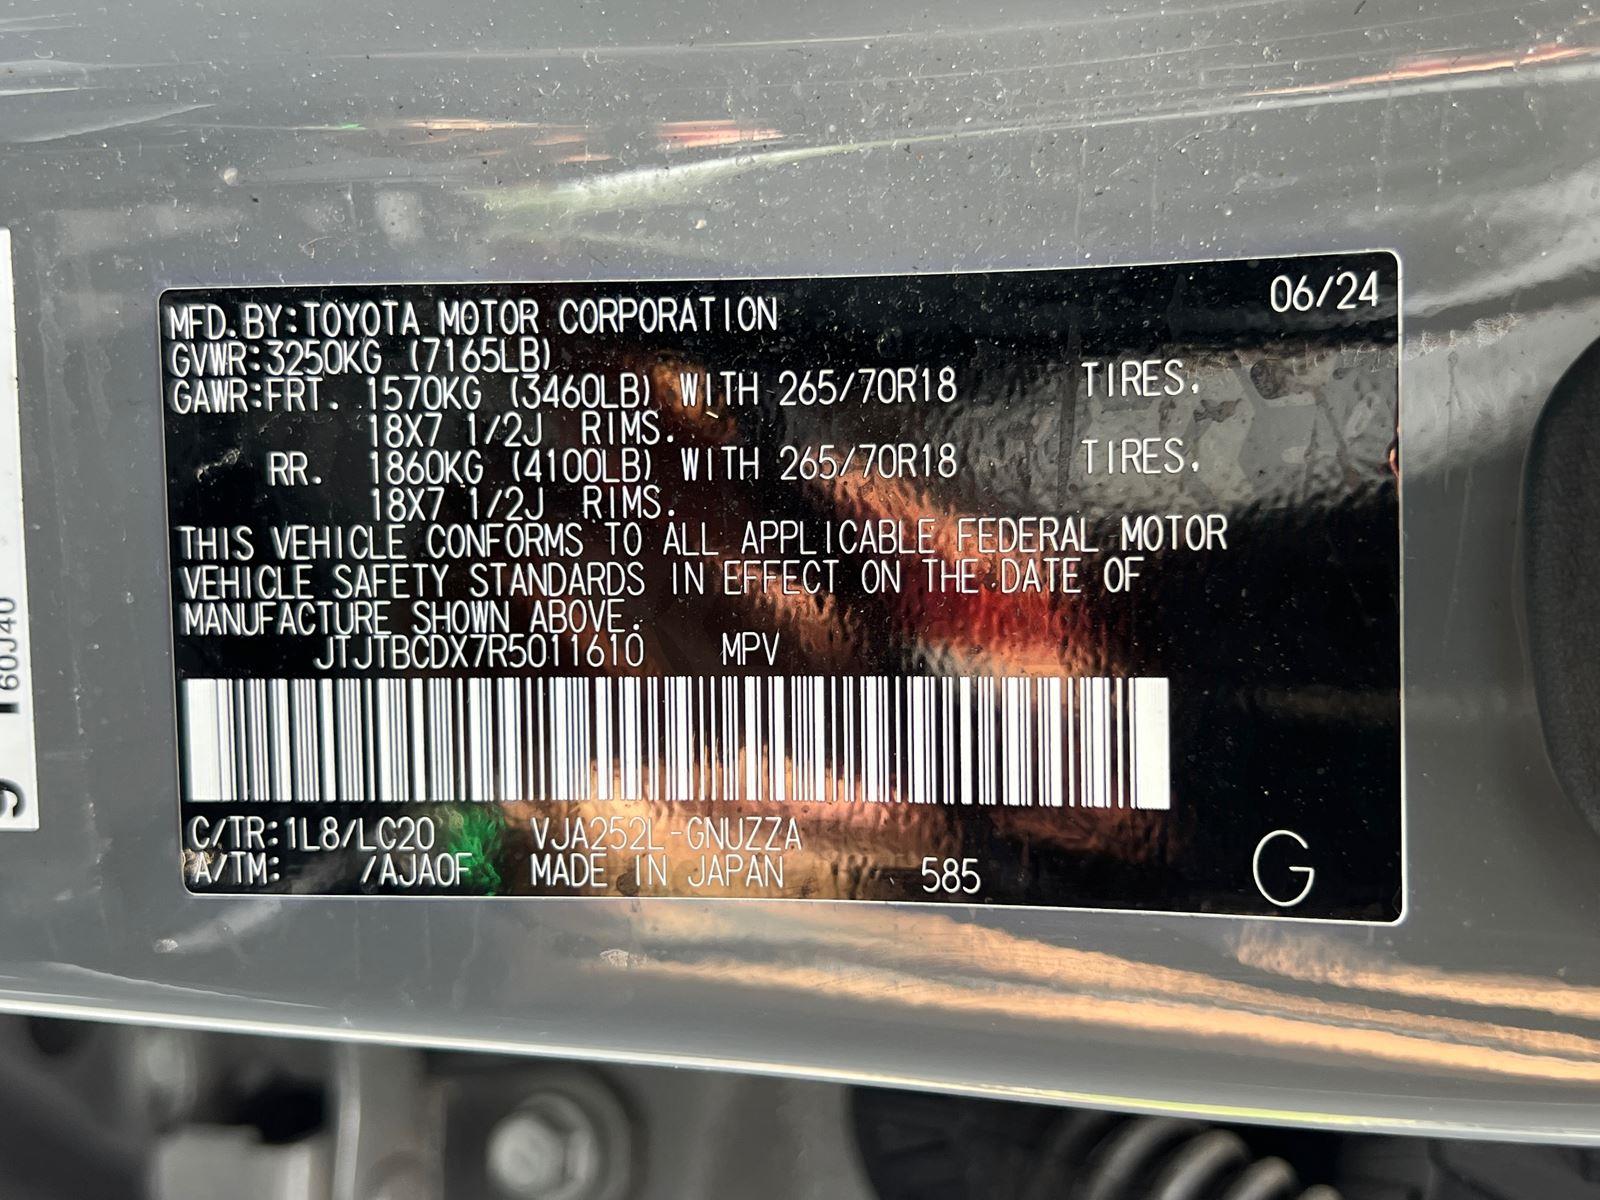 MFD.BY:TOYOTA MOTOR CORPORATION 06/24
GVWR:3250KG (7165LB)
GAWR:FRT. 1570KG (3460LB) WITH 265/70R18 TIRES,
18X7 1/2J RIMS.
RR. 1860KG (4100LB) WITH 265/70R18 TIRES,
18X7 1/2J RIMS.
THIS VEHICLE CONFORMS TO ALL APPLICABLE FEDERAL MOTOR
VEHICLE SAFETY STANDARDS IN EFFECT ON THE DATE OF
MANUFACTURE SHOWN ABOVE.
JTJTBCDX7R5011610 MPV
C/TR:1L8/LC20 VJA252L-GNUZZA
A/TM: /AJA0F MADE IN JAPAN 585 G
60J40